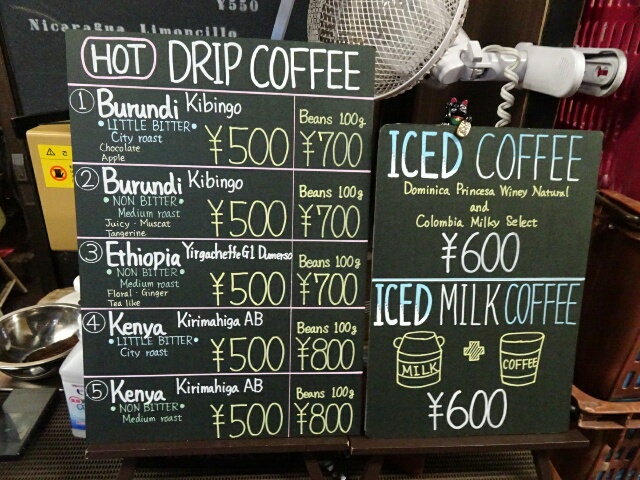 ¥550
Nicaragua Limoncillo
HOT DRIP COFFEE
① Burundi Kibingo
• LITTLE BITTER •
City roast
Chocolate
Apple
¥500
Beans 100g
¥700
② Burundi Kibingo
• NON BITTER •
Medium roast
Juicy · Muscat
Tangerine
¥500
Beans 100g
¥700
③ Ethiopia Yirgacheffe G1 Dumerso
• NON BITTER •
Medium roast
Floral · Ginger
Tea like
¥500
Beans 100g
¥700
④ Kenya Kirimahiga AB
• LITTLE BITTER •
City roast
¥500
Beans 100g
¥800
⑤ Kenya Kirimahiga AB
• NON BITTER •
Medium roast
¥500
Beans 100g
¥800
ICED COFFEE
Dominica Princesa Winey Natural
and
Colombia Milky Select
¥600
ICED MILK COFFEE
MILK
COFFEE
¥600